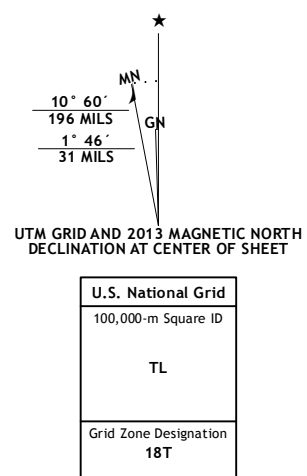 MN
GN
10° 60´
196 MILS
1° 46´
31 MILS
UTM GRID AND 2013 MAGNETIC NORTH
DECLINATION AT CENTER OF SHEET
U.S. National Grid
100,000-m Square ID
TL
Grid Zone Designation
18T